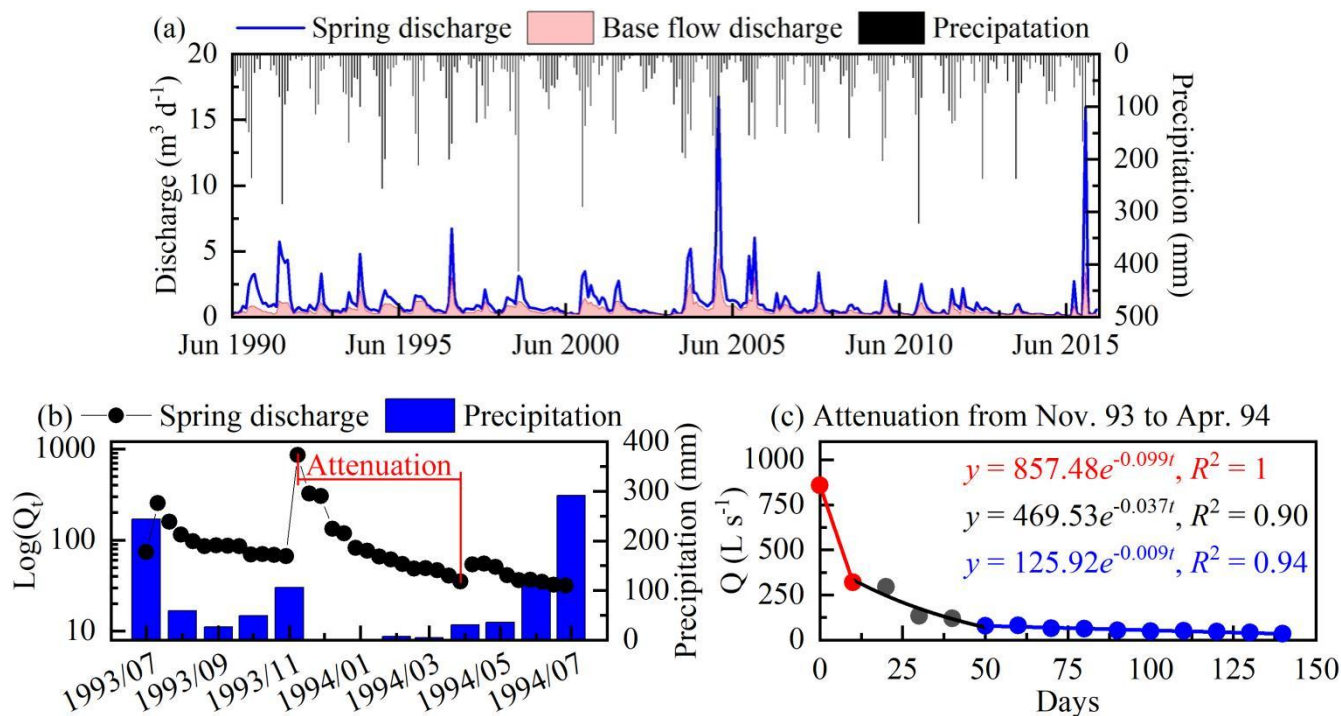 (a) Spring discharge Base flow discharge Precipatation
Discharge (m³ d⁻¹)
20
15
10
5
0
Precipitation (mm)
0
100
200
300
400
500
Jun 1990 Jun 1995 Jun 2000 Jun 2005 Jun 2010 Jun 2015
(b) Spring discharge Precipitation
Log(Qₜ)
1000
100
10
Attenuation
Precipitation (mm)
400
300
200
100
0
1993/07 1993/09 1993/11 1994/01 1994/03 1994/05 1994/07
(c) Attenuation from Nov. 93 to Apr. 94
Q (L s⁻¹)
1000
750
500
250
0
y = 857.48e^-0.099t, R² = 1
y = 469.53e^-0.037t, R² = 0.90
y = 125.92e^-0.009t, R² = 0.94
0 25 50 75 100 125 150
Days